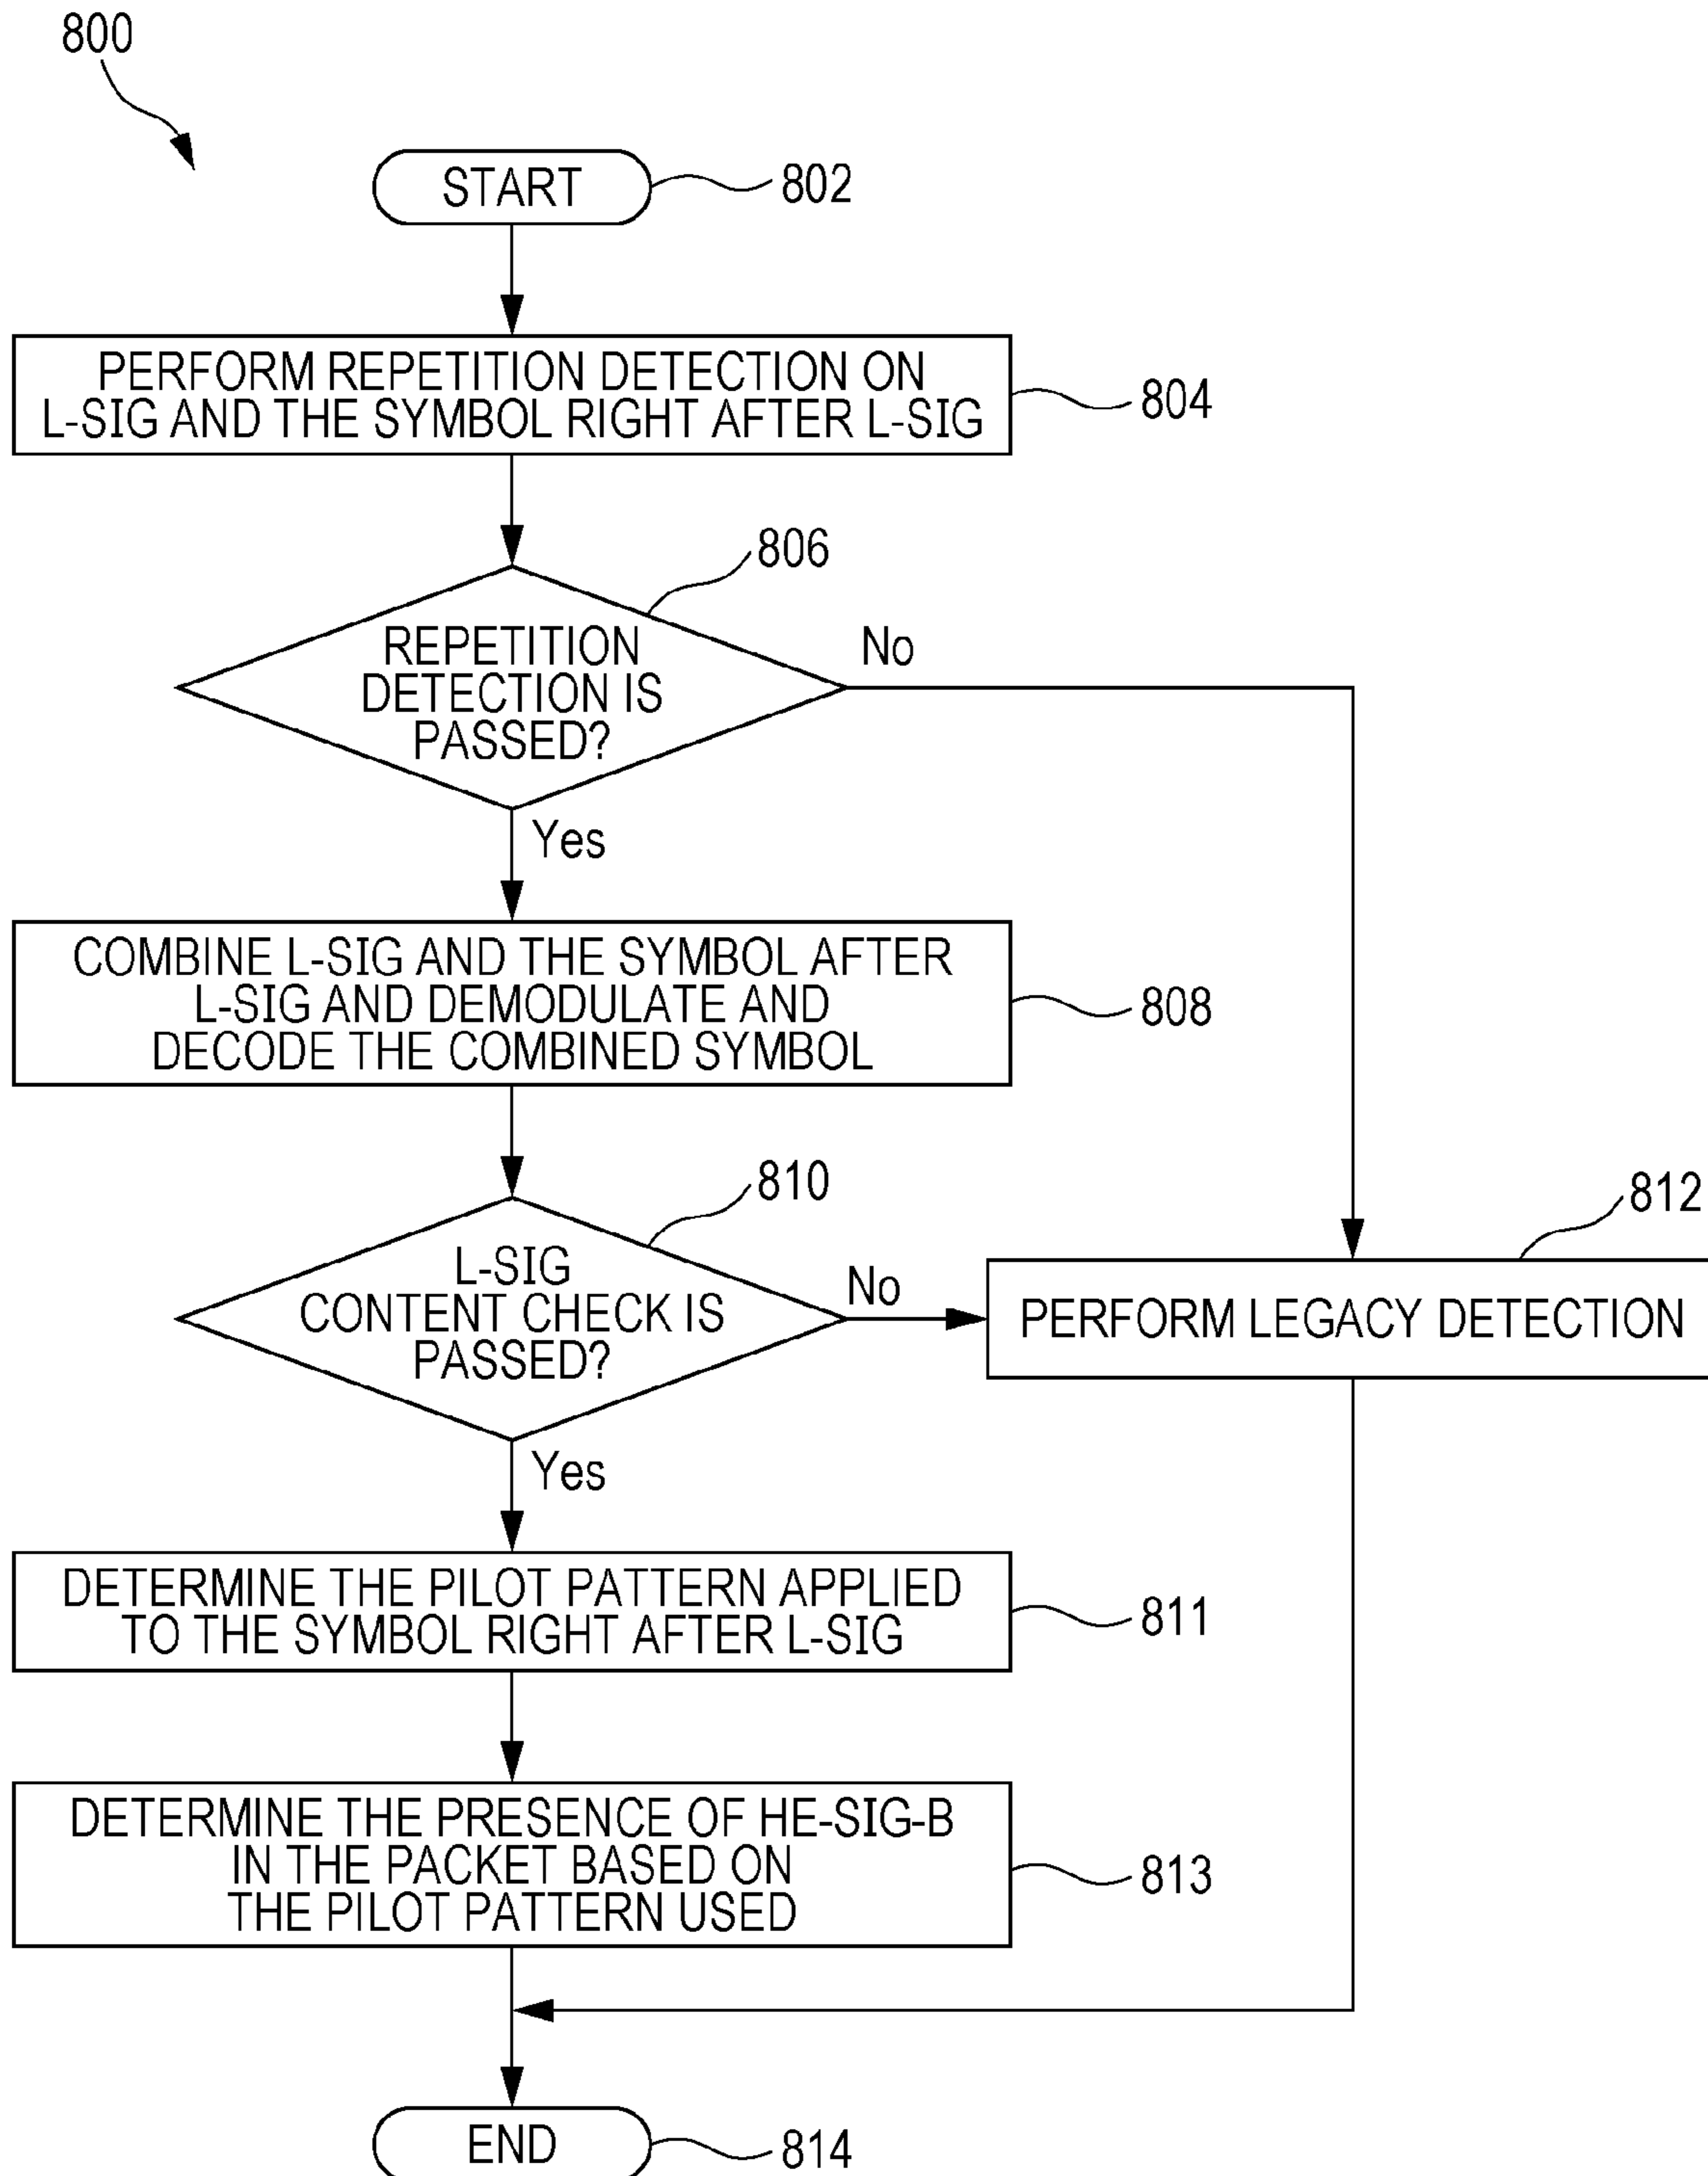 800
START
802
PERFORM REPETITION DETECTION ON
L-SIG AND THE SYMBOL RIGHT AFTER L-SIG
804
806
REPETITION
DETECTION IS
PASSED?
No
Yes
COMBINE L-SIG AND THE SYMBOL AFTER
L-SIG AND DEMODULATE AND
DECODE THE COMBINED SYMBOL
808
810
L-SIG
CONTENT CHECK IS
PASSED?
No
812
PERFORM LEGACY DETECTION
Yes
DETERMINE THE PILOT PATTERN APPLIED
TO THE SYMBOL RIGHT AFTER L-SIG
811
DETERMINE THE PRESENCE OF HE-SIG-B
IN THE PACKET BASED ON
THE PILOT PATTERN USED
813
END
814